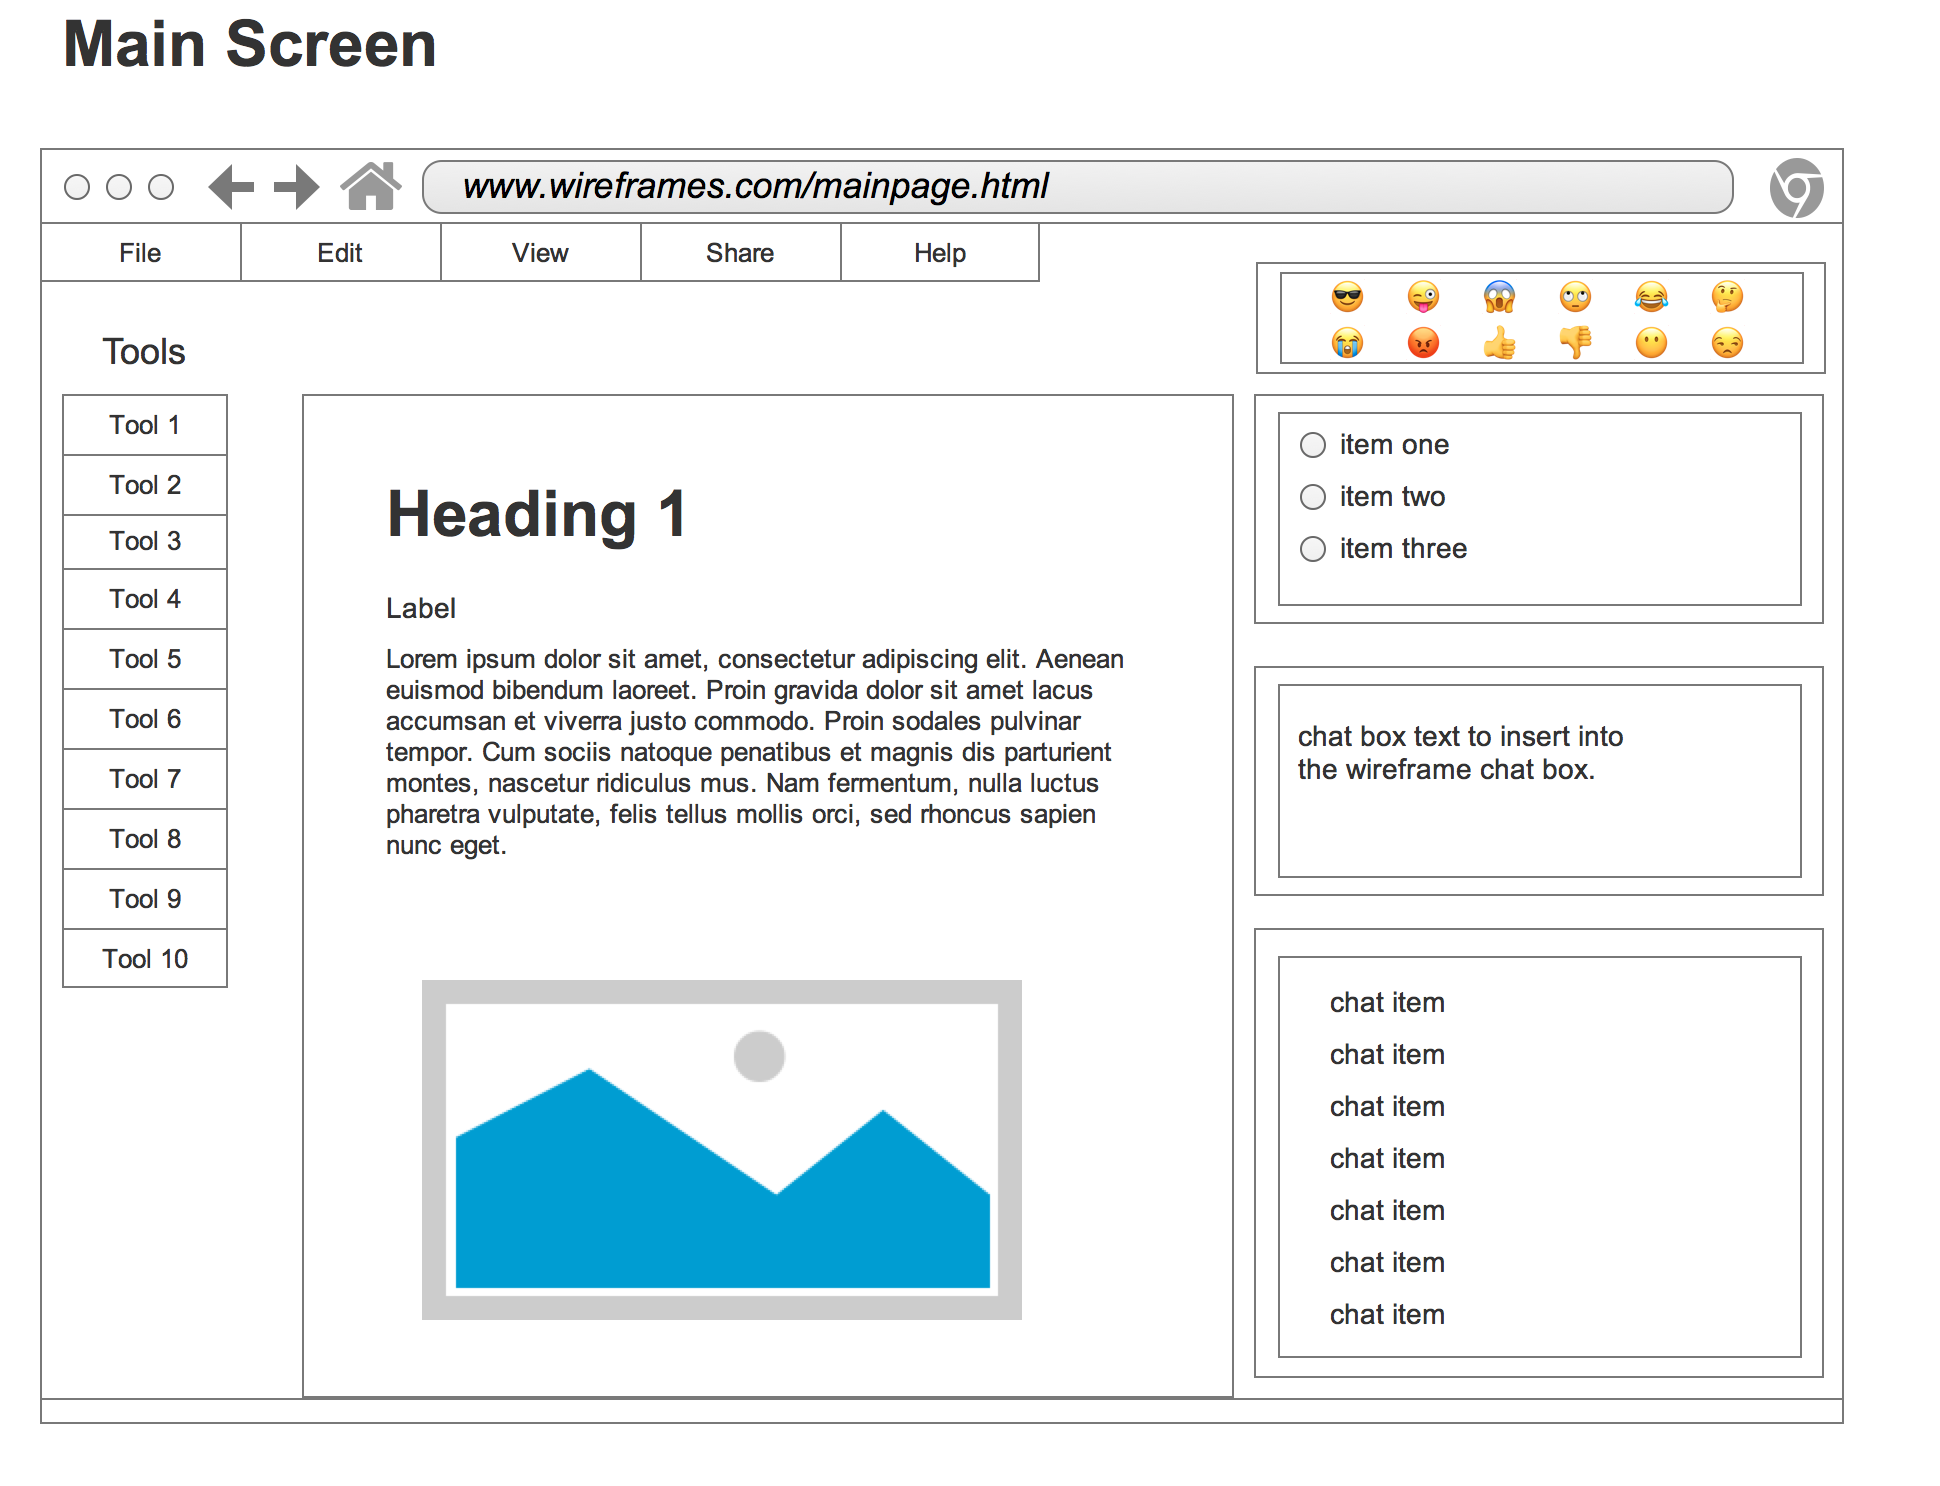 Main Screen
www.wireframes.com/mainpage.html
File
Edit
View
Share
Help
Tools
Tool 1
Tool 2
Tool 3
Tool 4
Tool 5
Tool 6
Tool 7
Tool 8
Tool 9
Tool 10
Heading 1
Label
Lorem ipsum dolor sit amet, consectetur adipiscing elit. Aenean
euismod bibendum laoreet. Proin gravida dolor sit amet lacus
accumsan et viverra justo commodo. Proin sodales pulvinar
tempor. Cum sociis natoque penatibus et magnis dis parturient
montes, nascetur ridiculus mus. Nam fermentum, nulla luctus
pharetra vulputate, felis tellus mollis orci, sed rhoncus sapien
nunc eget.
item one
item two
item three
chat box text to insert into
the wireframe chat box.
chat item
chat item
chat item
chat item
chat item
chat item
chat item